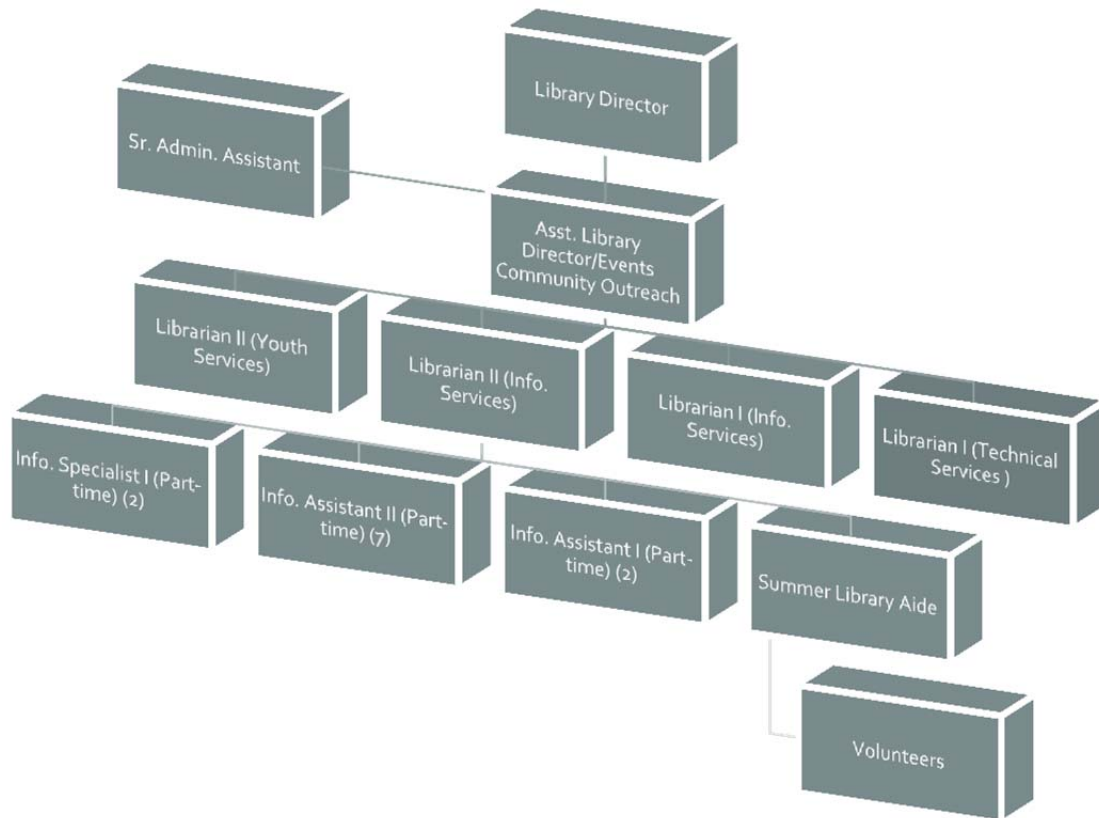 Library Director
Sr. Admin. Assistant
Asst. Library
Director/Events
Community Outreach
Librarian II (Youth
Services)
Librarian II (Info.
Services)
Librarian I (Info.
Services)
Librarian I (Technical
Services )
Info. Specialist I (Part-
time) (2)
Info. Assistant II (Part-
time) (7)
Info. Assistant I (Part-
time) (2)
Summer Library Aide
Volunteers